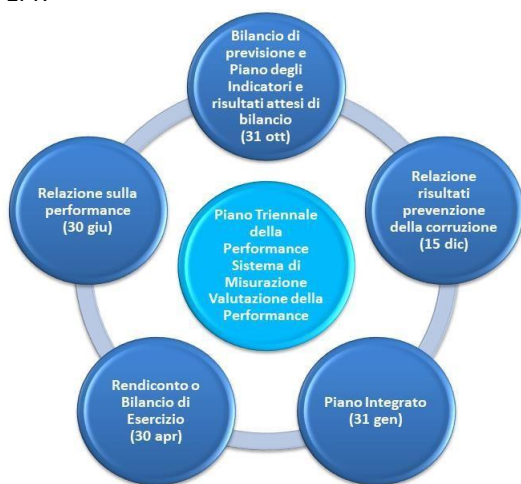 Bilancio di
previsione e
Piano degli
Indicatori e
risultati attesi di
bilancio
(31 ott)
Relazione
risultati
prevenzione
della corruzione
(15 dic)
Piano Integrato
(31 gen)
Rendiconto o
Bilancio di
Esercizio
(30 apr)
Relazione sulla
performance
(30 giu)
Piano Triennale
della
Performance
Sistema di
Misurazione
Valutazione della
Performance